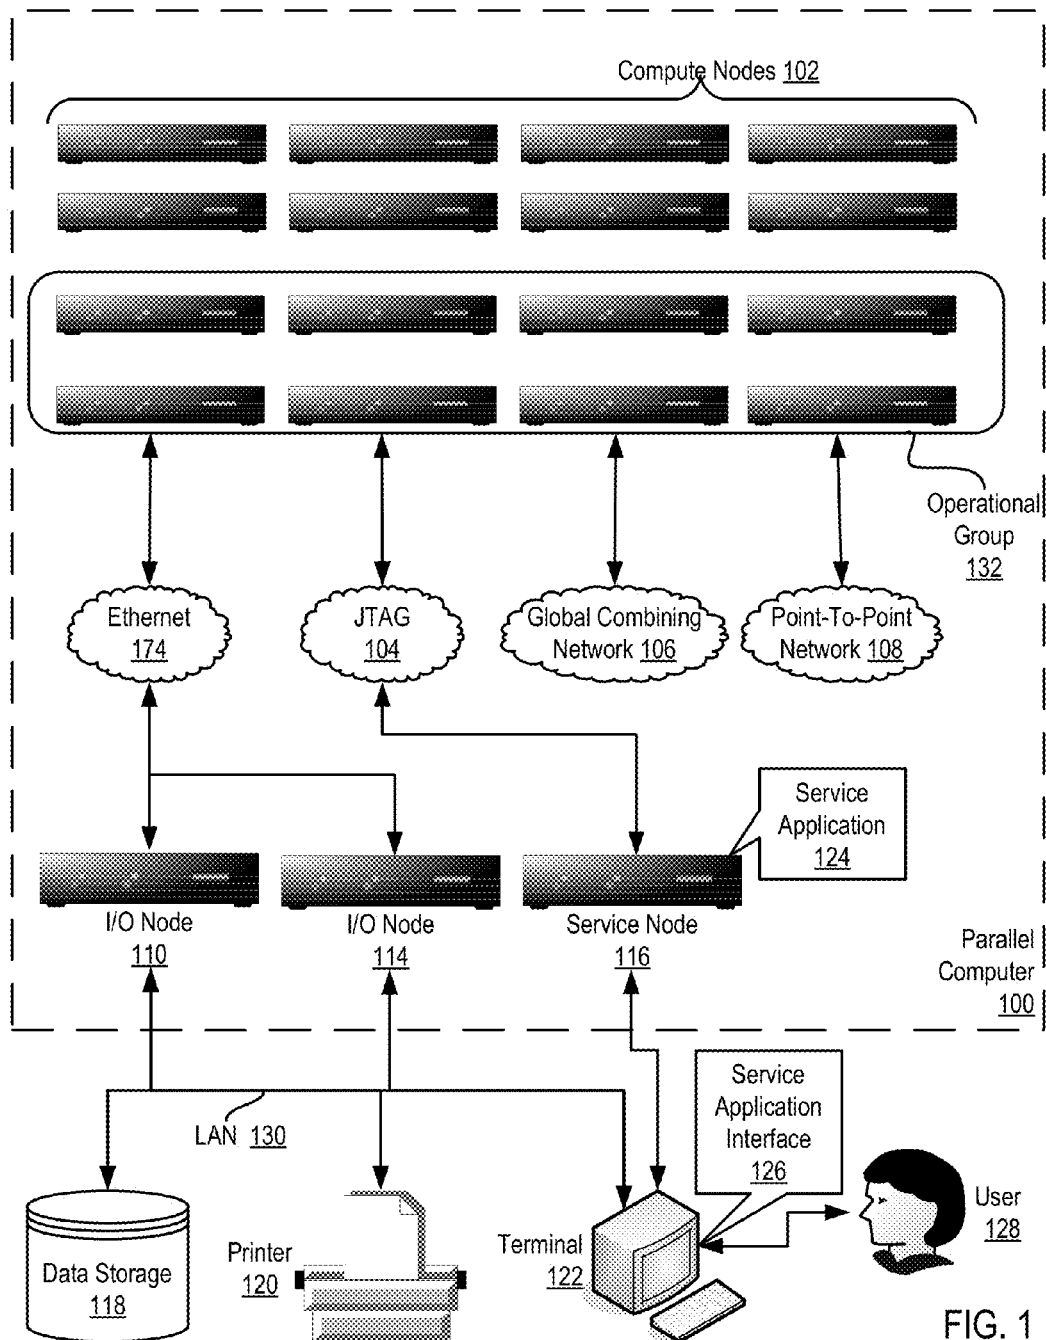 Compute Nodes 102
Operational
Group
132
Ethernet
174
JTAG
104
Global Combining
Network 106
Point-To-Point
Network 108
Service
Application
124
I/O Node
110
I/O Node
114
Service Node
116
Parallel
Computer
100
LAN 130
Service
Application
Interface
126
Data Storage
118
Printer
120
Terminal
122
User
128
FIG. 1